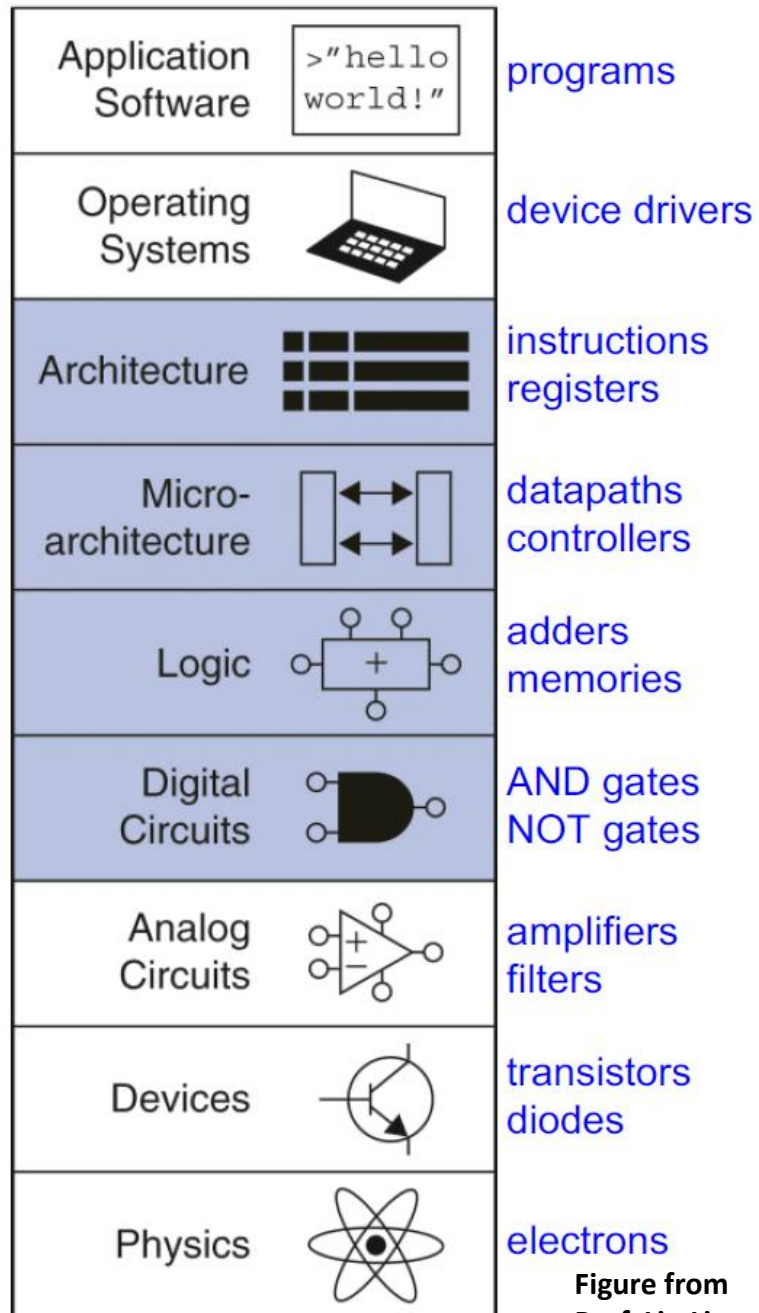 Application
Software
>"hello
world!"
programs
Operating
Systems
device drivers
Architecture
instructions
registers
Micro-
architecture
datapaths
controllers
Logic
+
adders
memories
Digital
Circuits
AND gates
NOT gates
Analog
Circuits
+
−
amplifiers
filters
Devices
transistors
diodes
Physics
electrons
Figure from